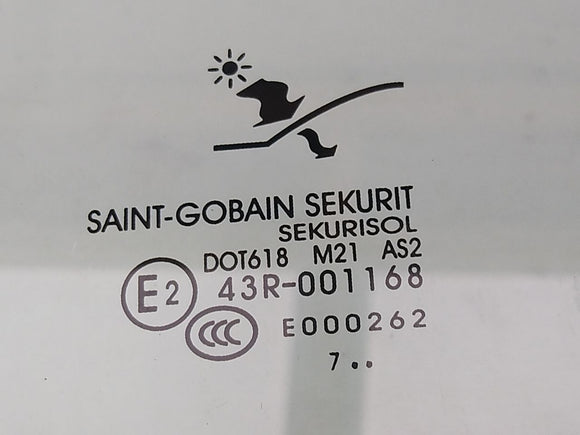 SAINT-GOBAIN SEKURIT
SEKURISOL
DOT618 M21 AS2
E2 43R-001168
CCC E000262
7..